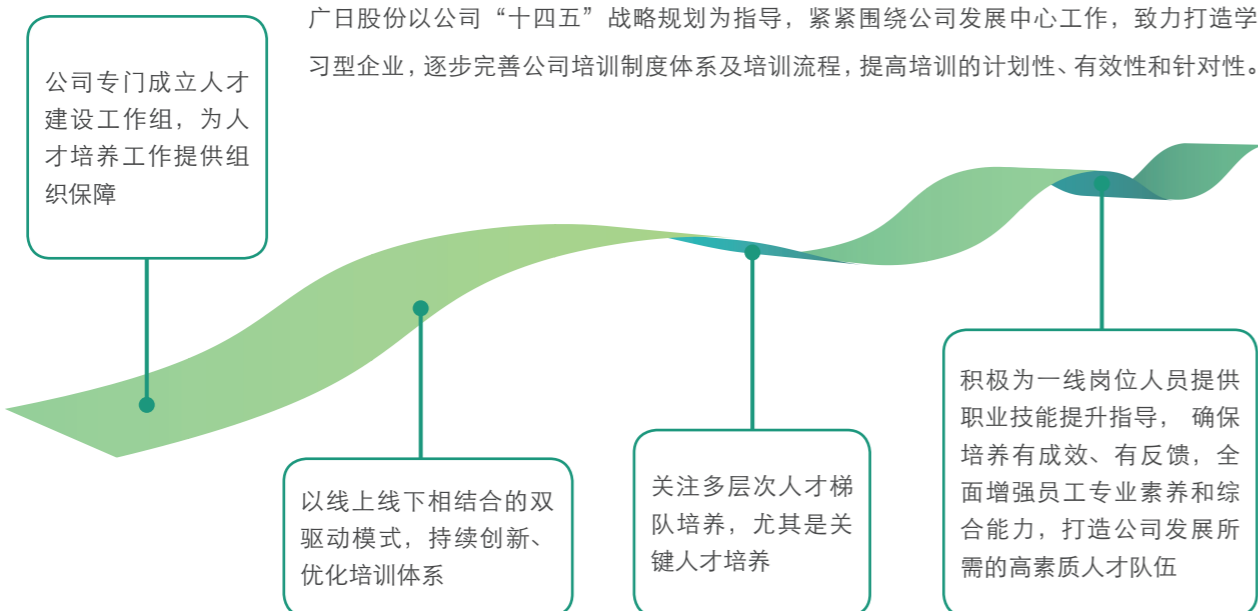 广日股份以公司“十四五”战略规划为指导，紧紧围绕公司发展中心工作，致力打造学
习型企业，逐步完善公司培训制度体系及培训流程，提高培训的计划性、有效性和针对性。
公司专门成立人才
建设工作组，为人
才培养工作提供组
织保障
以线上线下相结合的双
驱动模式，持续创新、
优化培训体系
关注多层次人才梯
队培养，尤其是关
键人才培养
积极为一线岗位人员提供
职业技能提升指导， 确保
培养有成效、有反馈，全
面增强员工专业素养和综
合能力，打造公司发展所
需的高素质人才队伍